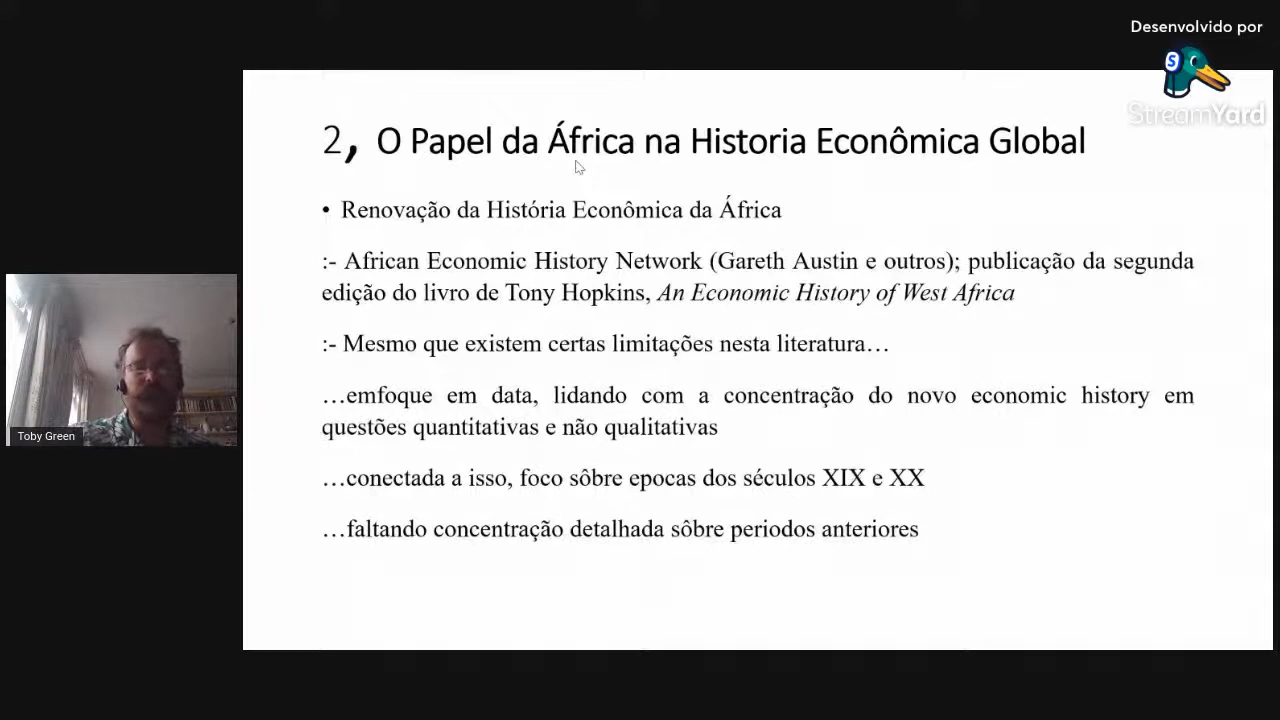 Desenvolvido por
S
StreamYard
2, O Papel da África na Historia Econômica Global
• Renovação da História Econômica da África
:- African Economic History Network (Gareth Austin e outros); publicação da segunda
edição do livro de Tony Hopkins, An Economic History of West Africa
:- Mesmo que existem certas limitações nesta literatura…
…emfoque em data, lidando com a concentração do novo economic history em
questões quantitativas e não qualitativas
…conectada a isso, foco sôbre epocas dos séculos XIX e XX
…faltando concentração detalhada sôbre periodos anteriores
Toby Green